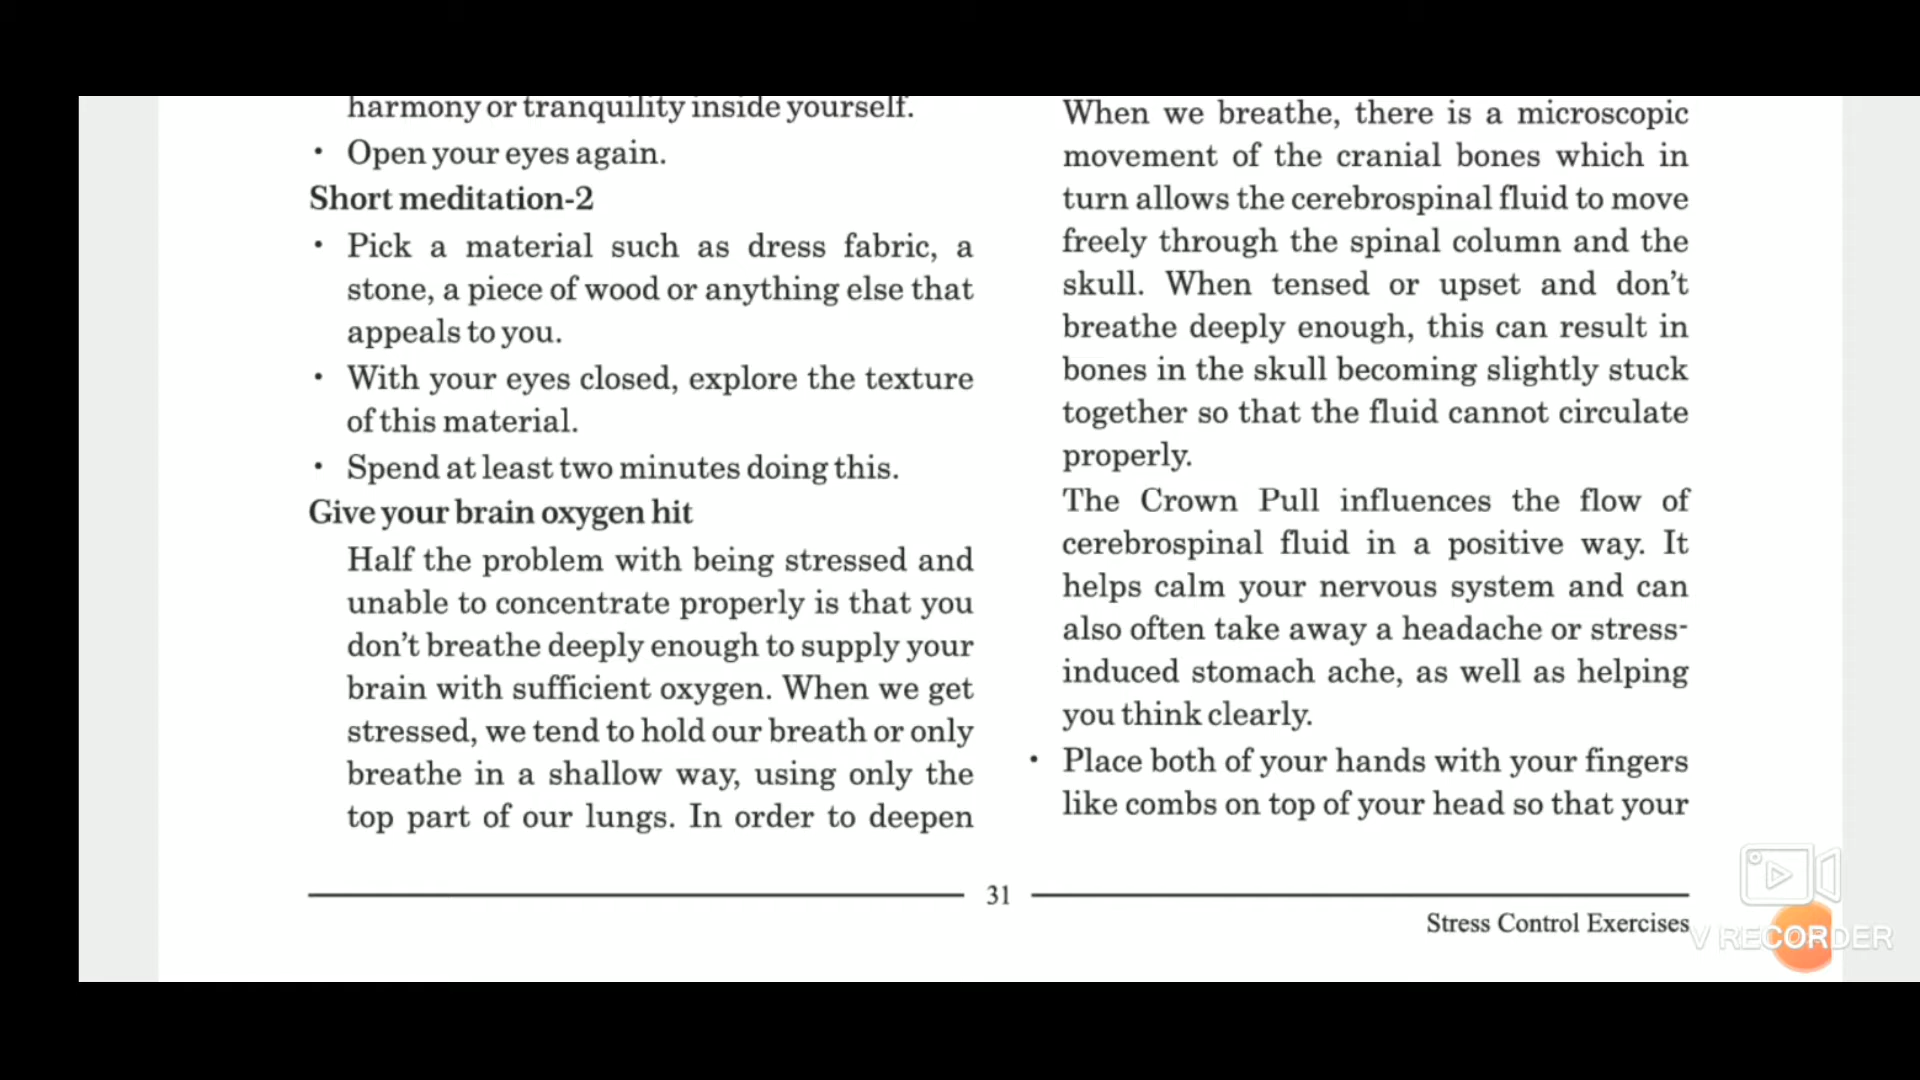 harmony or tranquility inside yourself.
• Open your eyes again.
Short meditation-2
• Pick a material such as dress fabric, a
stone, a piece of wood or anything else that
appeals to you.
• With your eyes closed, explore the texture
of this material.
• Spend at least two minutes doing this.
Give your brain oxygen hit
Half the problem with being stressed and
unable to concentrate properly is that you
don't breathe deeply enough to supply your
brain with sufficient oxygen. When we get
stressed, we tend to hold our breath or only
breathe in a shallow way, using only the
top part of our lungs. In order to deepen
When we breathe, there is a microscopic
movement of the cranial bones which in
turn allows the cerebrospinal fluid to move
freely through the spinal column and the
skull. When tensed or upset and don't
breathe deeply enough, this can result in
bones in the skull becoming slightly stuck
together so that the fluid cannot circulate
properly.
The Crown Pull influences the flow of
cerebrospinal fluid in a positive way. It
helps calm your nervous system and can
also often take away a headache or stress-
induced stomach ache, as well as helping
you think clearly.
• Place both of your hands with your fingers
like combs on top of your head so that your
31
Stress Control Exercises
V RECORDER